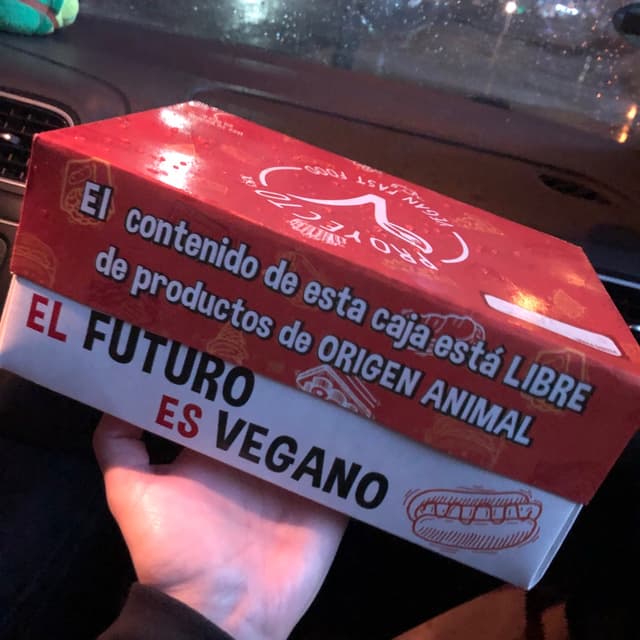 PROYECTO
VEGAN FAST FOOD
El contenido de esta caja está LIBRE
de productos de ORIGEN ANIMAL
EL FUTURO
ES VEGANO